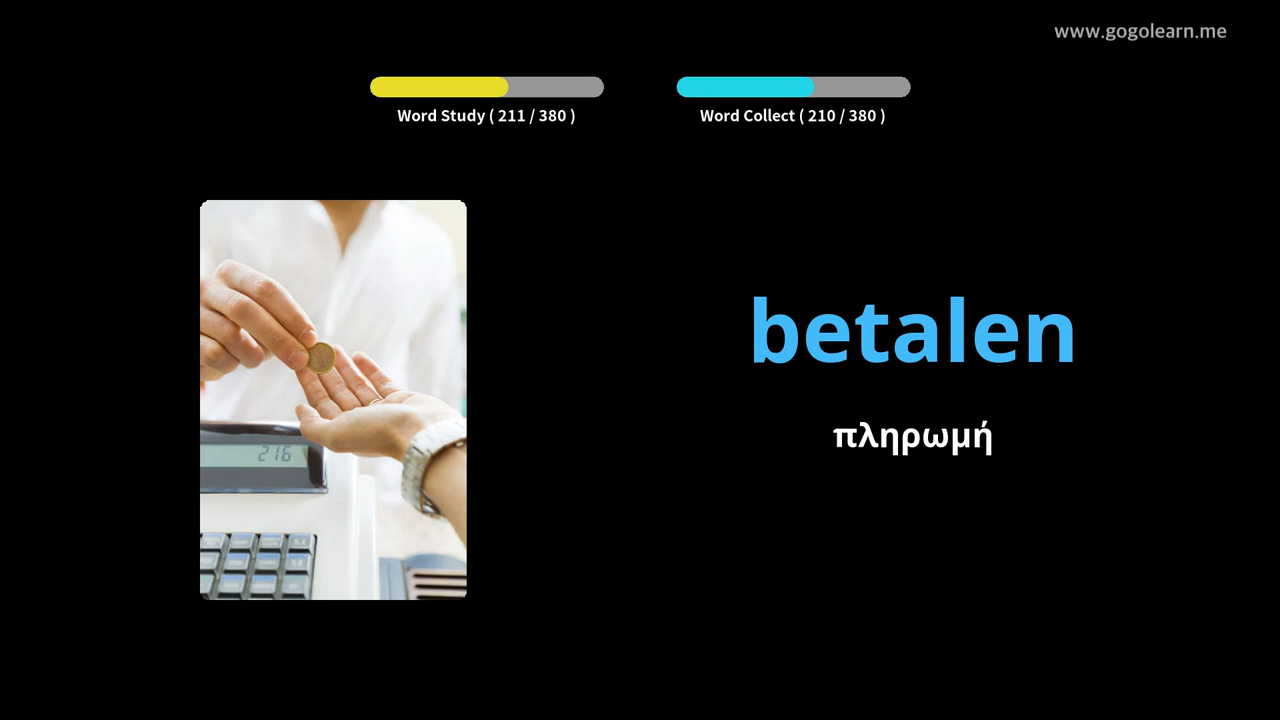 www.gogolearn.me
Word Study ( 211 / 380 )
Word Collect ( 210 / 380 )
betalen
πληρωμή
216